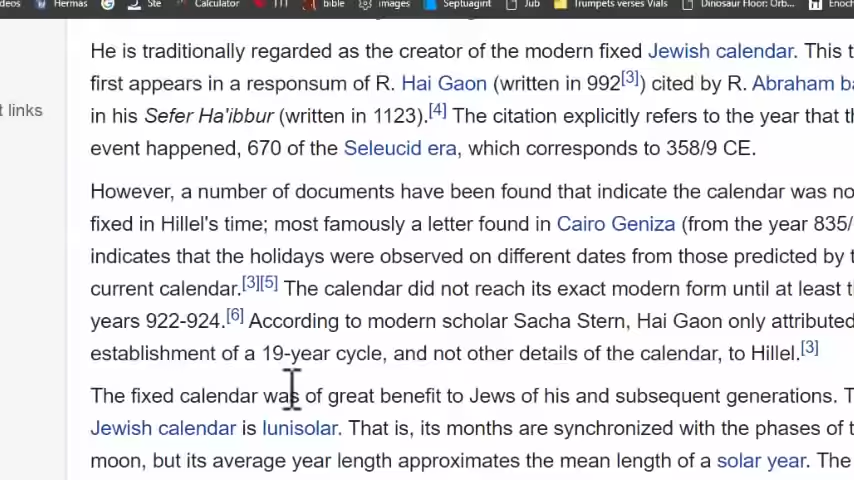 deos Hermas Ste Calculator 111 bible images Septuagint Jub Trumpets verses Vials Dinosaur Floor: Orb... Enoch
He is traditionally regarded as the creator of the modern fixed Jewish calendar. This t
first appears in a responsum of R. Hai Gaon (written in 992[3]) cited by R. Abraham ba
t links
in his Sefer Ha'ibbur (written in 1123).[4] The citation explicitly refers to the year that th
event happened, 670 of the Seleucid era, which corresponds to 358/9 CE.
However, a number of documents have been found that indicate the calendar was no
fixed in Hillel's time; most famously a letter found in Cairo Geniza (from the year 835/
indicates that the holidays were observed on different dates from those predicted by t
current calendar.[3][5] The calendar did not reach its exact modern form until at least t
years 922-924.[6] According to modern scholar Sacha Stern, Hai Gaon only attributed
establishment of a 19-year cycle, and not other details of the calendar, to Hillel.[3]
The fixed calendar was of great benefit to Jews of his and subsequent generations. T
Jewish calendar is lunisolar. That is, its months are synchronized with the phases of t
moon, but its average year length approximates the mean length of a solar year. The